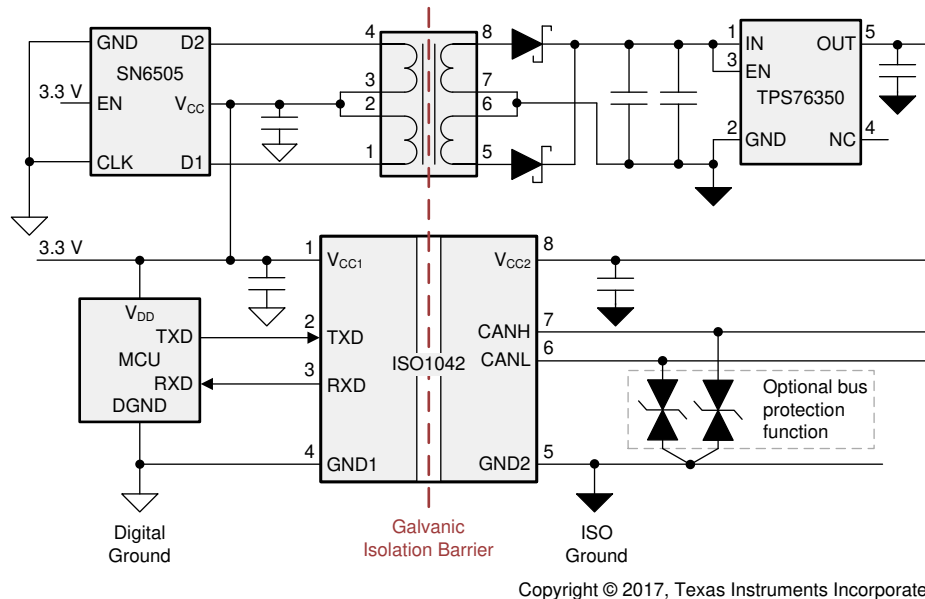 GND
D2
SN6505
3.3 V
EN
VCC
CLK
D1
4
3
2
1
8
7
6
5
1
3
2
IN
EN
GND
OUT
TPS76350
NC
5
4
3.3 V
VDD
TXD
MCU
RXD
DGND
1
2
3
4
VCC1
TXD
RXD
GND1
ISO1042
VCC2
CANH
CANL
GND2
8
7
6
5
Optional bus
protection
function
Digital
Ground
Galvanic
Isolation Barrier
ISO
Ground
Copyright © 2017, Texas Instruments Incorporate